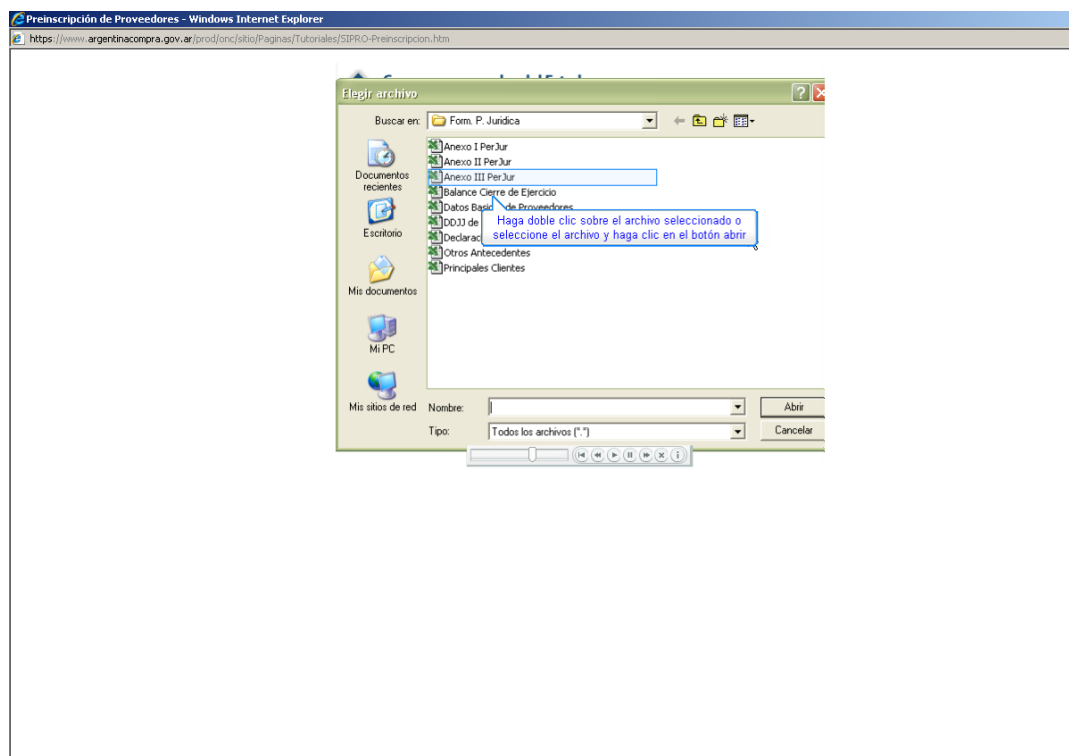 Preinscripción de Proveedores - Windows Internet Explorer
https://www.argentinacompra.gov.ar/prod/onc/sitio/Paginas/Tutoriales/SIPRO-Preinscripcion.htm
Elegir archivo
Buscar en:
Form. P. Juridica
Documentos recientes
Escritorio
Mis documentos
Mi PC
Mis sitios de red
Anexo I PerJur
Anexo II PerJur
Anexo III PerJur
Balance Cierre de Ejercicio
Datos Basic de Proveedores
DDJJ de
Declarac
Otros Antecedentes
Principales Clientes
Haga doble clic sobre el archivo seleccionado o
seleccione el archivo y haga clic en el botón abrir
Nombre:
Abrir
Tipo:
Todos los archivos (*.*)
Cancelar